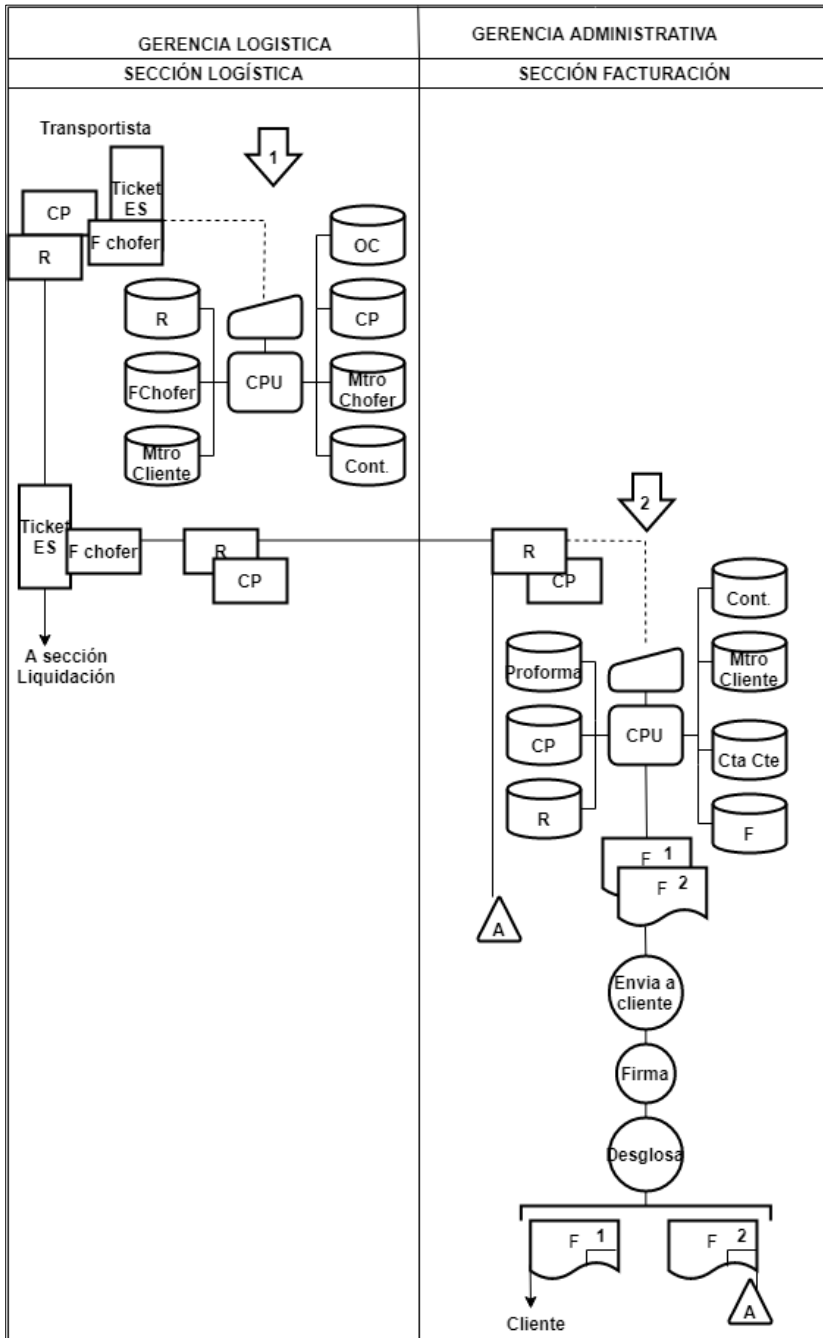 GERENCIA LOGISTICA
GERENCIA ADMINISTRATIVA
SECCIÓN LOGÍSTICA
SECCIÓN FACTURACIÓN
Transportista
1
Ticket
ES
CP
F chofer
R
OC
R
CP
FChofer
CPU
Mtro
Chofer
Mtro
Cliente
Cont.
2
Ticket
ES
F chofer
R
CP
R
CP
A sección
Liquidación
Cont.
Proforma
Mtro
Cliente
CP
CPU
Cta Cte
R
F
F 1
F 2
A
Envia a
cliente
Firma
Desglosa
F 1
F 2
A
Cliente